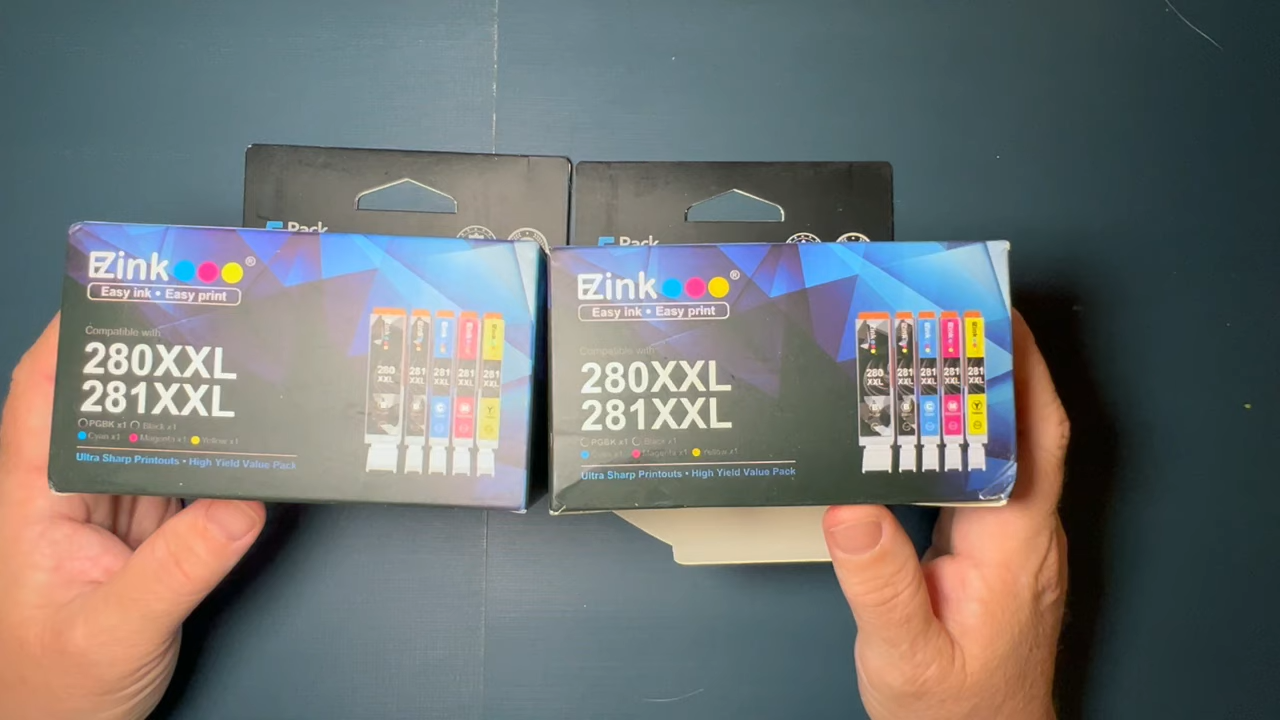 5 Pack
5 Pack
EZink®
Easy ink • Easy print
Compatible with
280XXL
281XXL
PGBK x1 Black x1
Cyan x1 Magenta x1 Yellow x1
Ultra Sharp Printouts • High Yield Value Pack
280 XXL
281
281
281
281 XXL
Y
EZink®
Easy ink • Easy print
Compatible with
280XXL
281XXL
PGBK x1 Black x1
Cyan x1 Magenta x1 Yellow x1
Ultra Sharp Printouts • High Yield Value Pack
280 XXL
281 XXL
281 XXL
281 XXL
281 XXL
B
C
M
Y